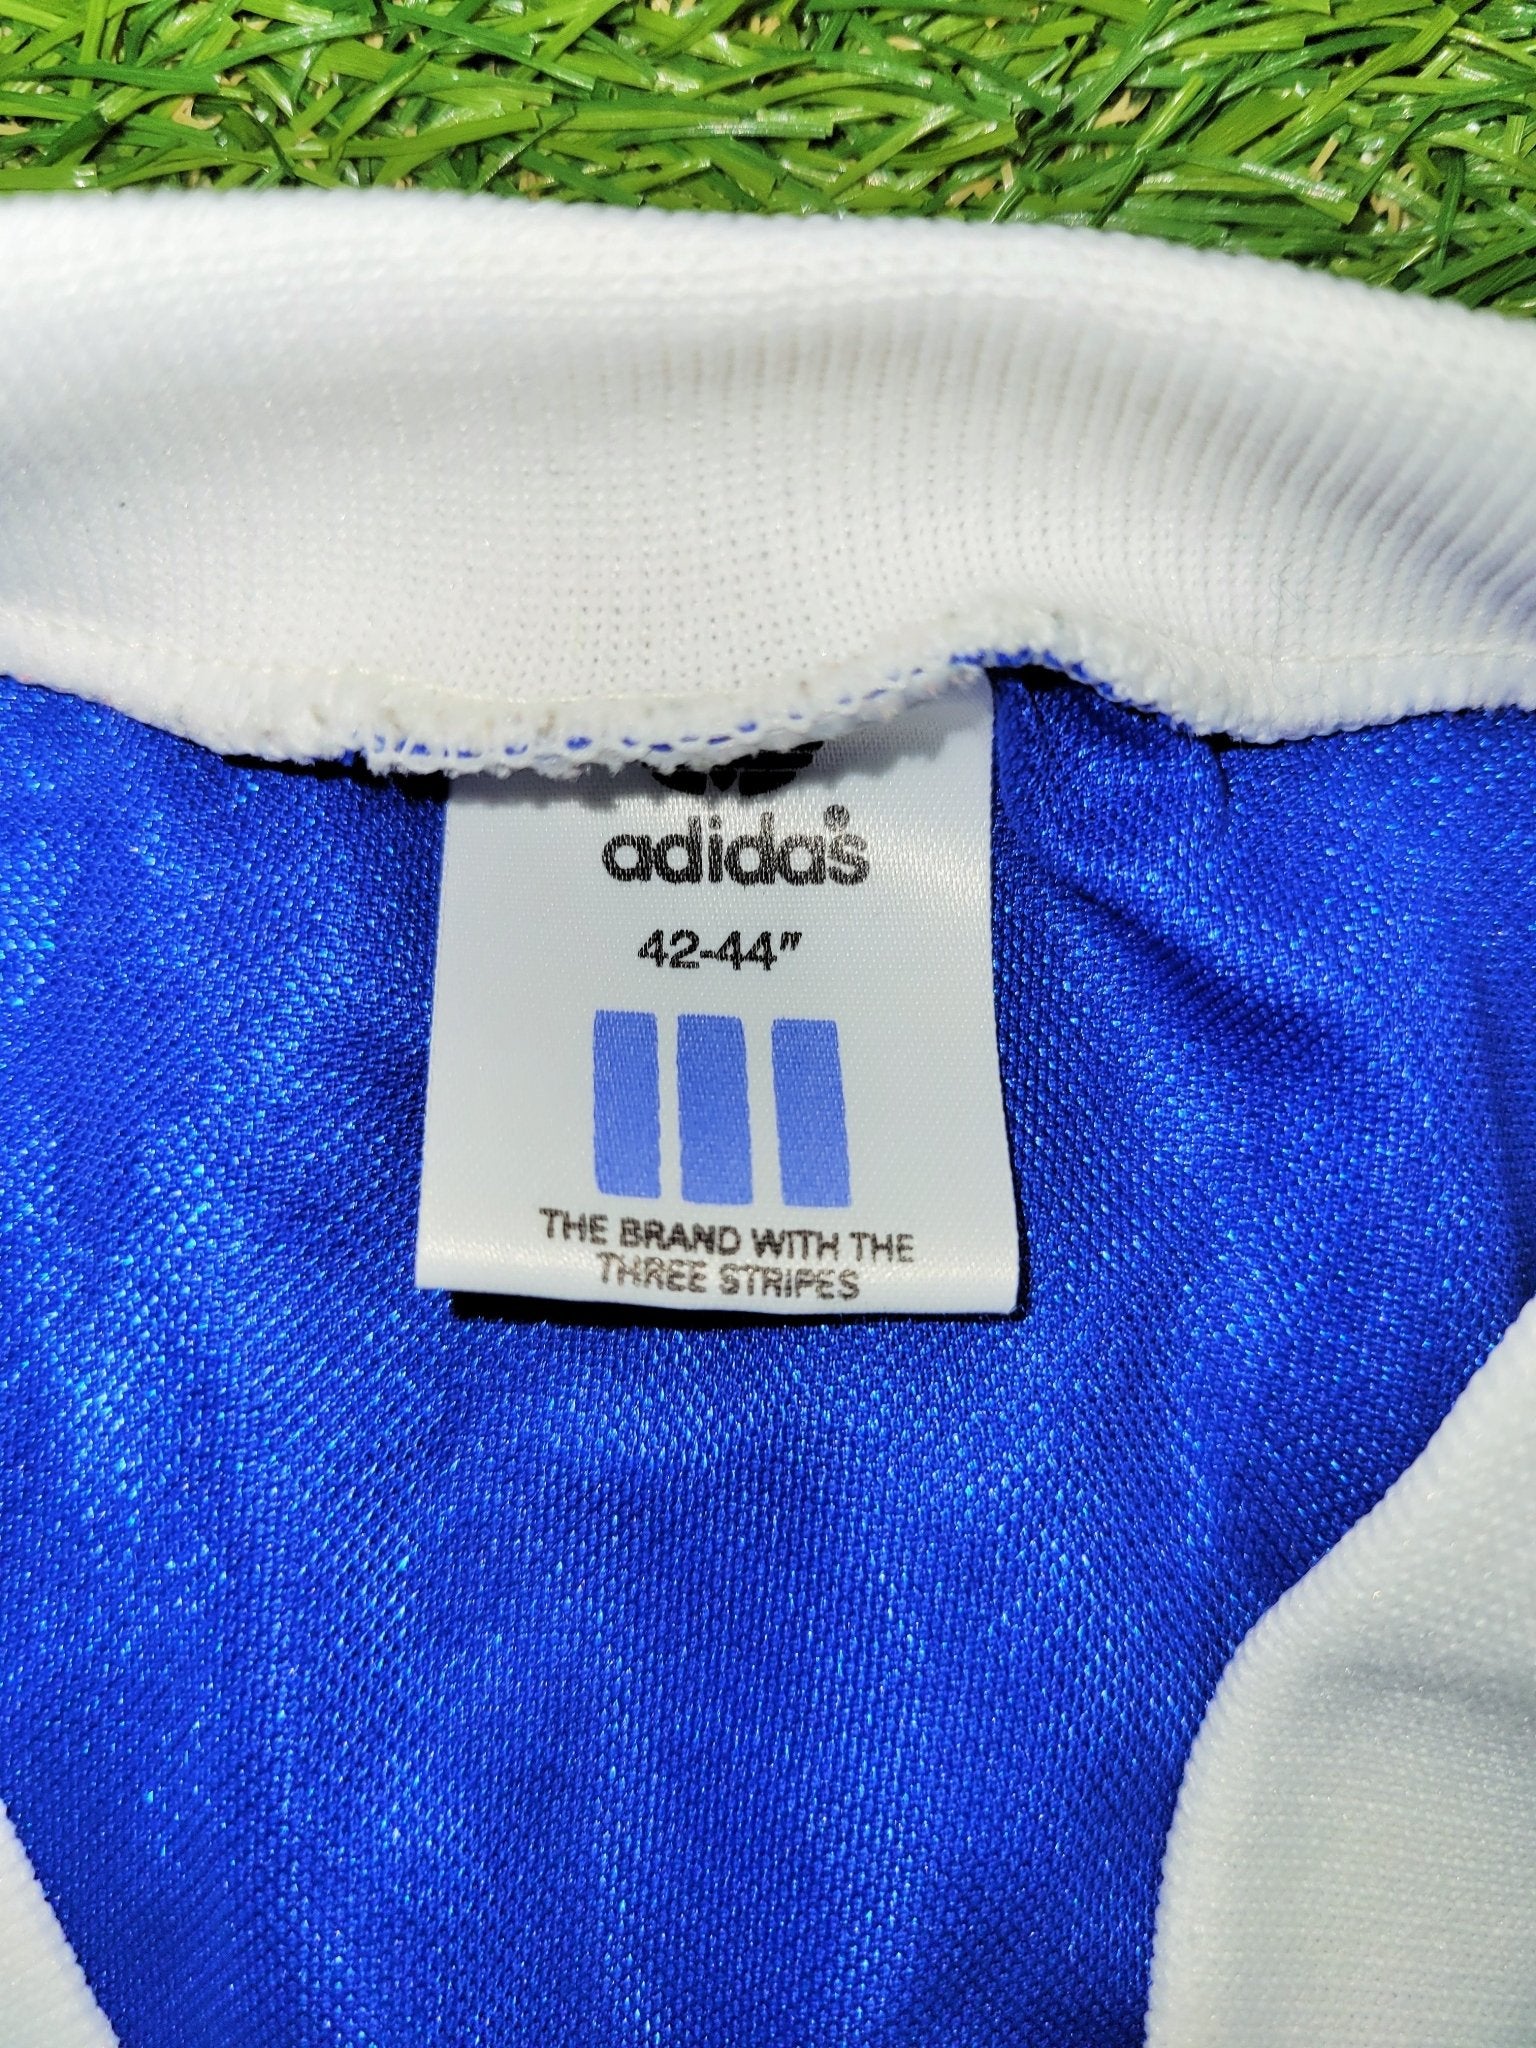 adidas®
42-44"
THE BRAND WITH THE
THREE STRIPES